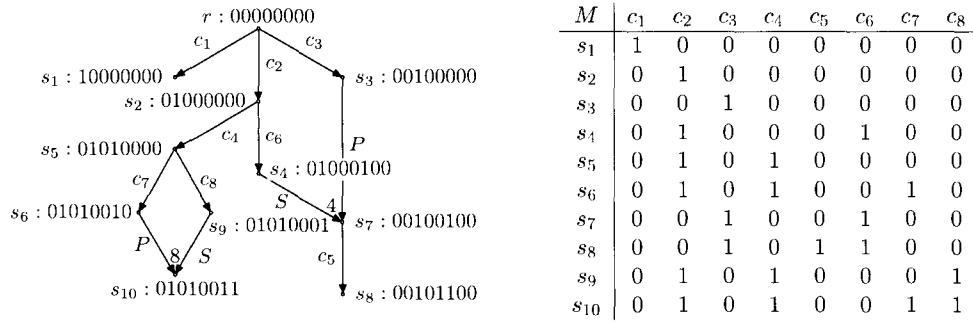 r : 00000000
c1
c3
c2
s1 : 10000000
s3 : 00100000
s2 : 01000000
c4
c6
P
s5 : 01010000
s4 : 01000100
c7
c8
S
4
s6 : 01010010
s9 : 01010001
s7 : 00100100
P
8
S
c5
s10 : 01010011
s8 : 00101100
M c1 c2 c3 c4 c5 c6 c7 c8
s1 1 0 0 0 0 0 0 0
s2 0 1 0 0 0 0 0 0
s3 0 0 1 0 0 0 0 0
s4 0 1 0 0 0 1 0 0
s5 0 1 0 1 0 0 0 0
s6 0 1 0 1 0 0 1 0
s7 0 0 1 0 0 1 0 0
s8 0 0 1 0 1 1 0 0
s9 0 1 0 1 0 0 0 1
s10 0 1 0 1 0 0 1 1